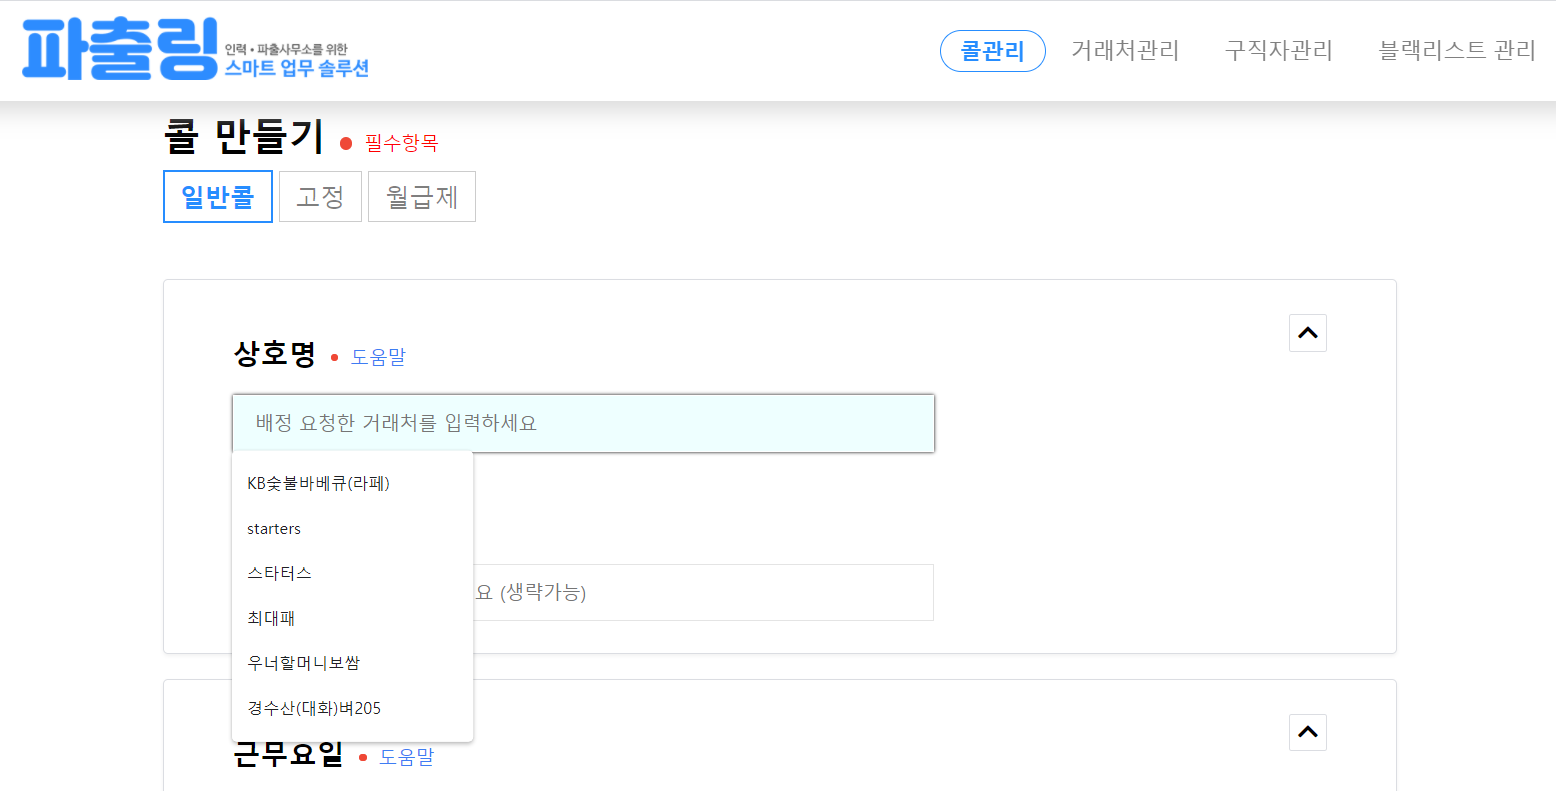 파출링 인력 • 파출사무소를 위한
스마트 업무 솔루션
콜관리 거래처관리 구직자관리 블랙리스트 관리
콜 만들기 ● 필수항목
일반콜 고정 월급제
상호명 ● 도움말
배정 요청한 거래처를 입력하세요
KB숯불바베큐(라페)
starters
스타터스
요 (생략가능)
최대패
우너할머니보쌈
경수산(대화)벼205
근무요일 ● 도움말